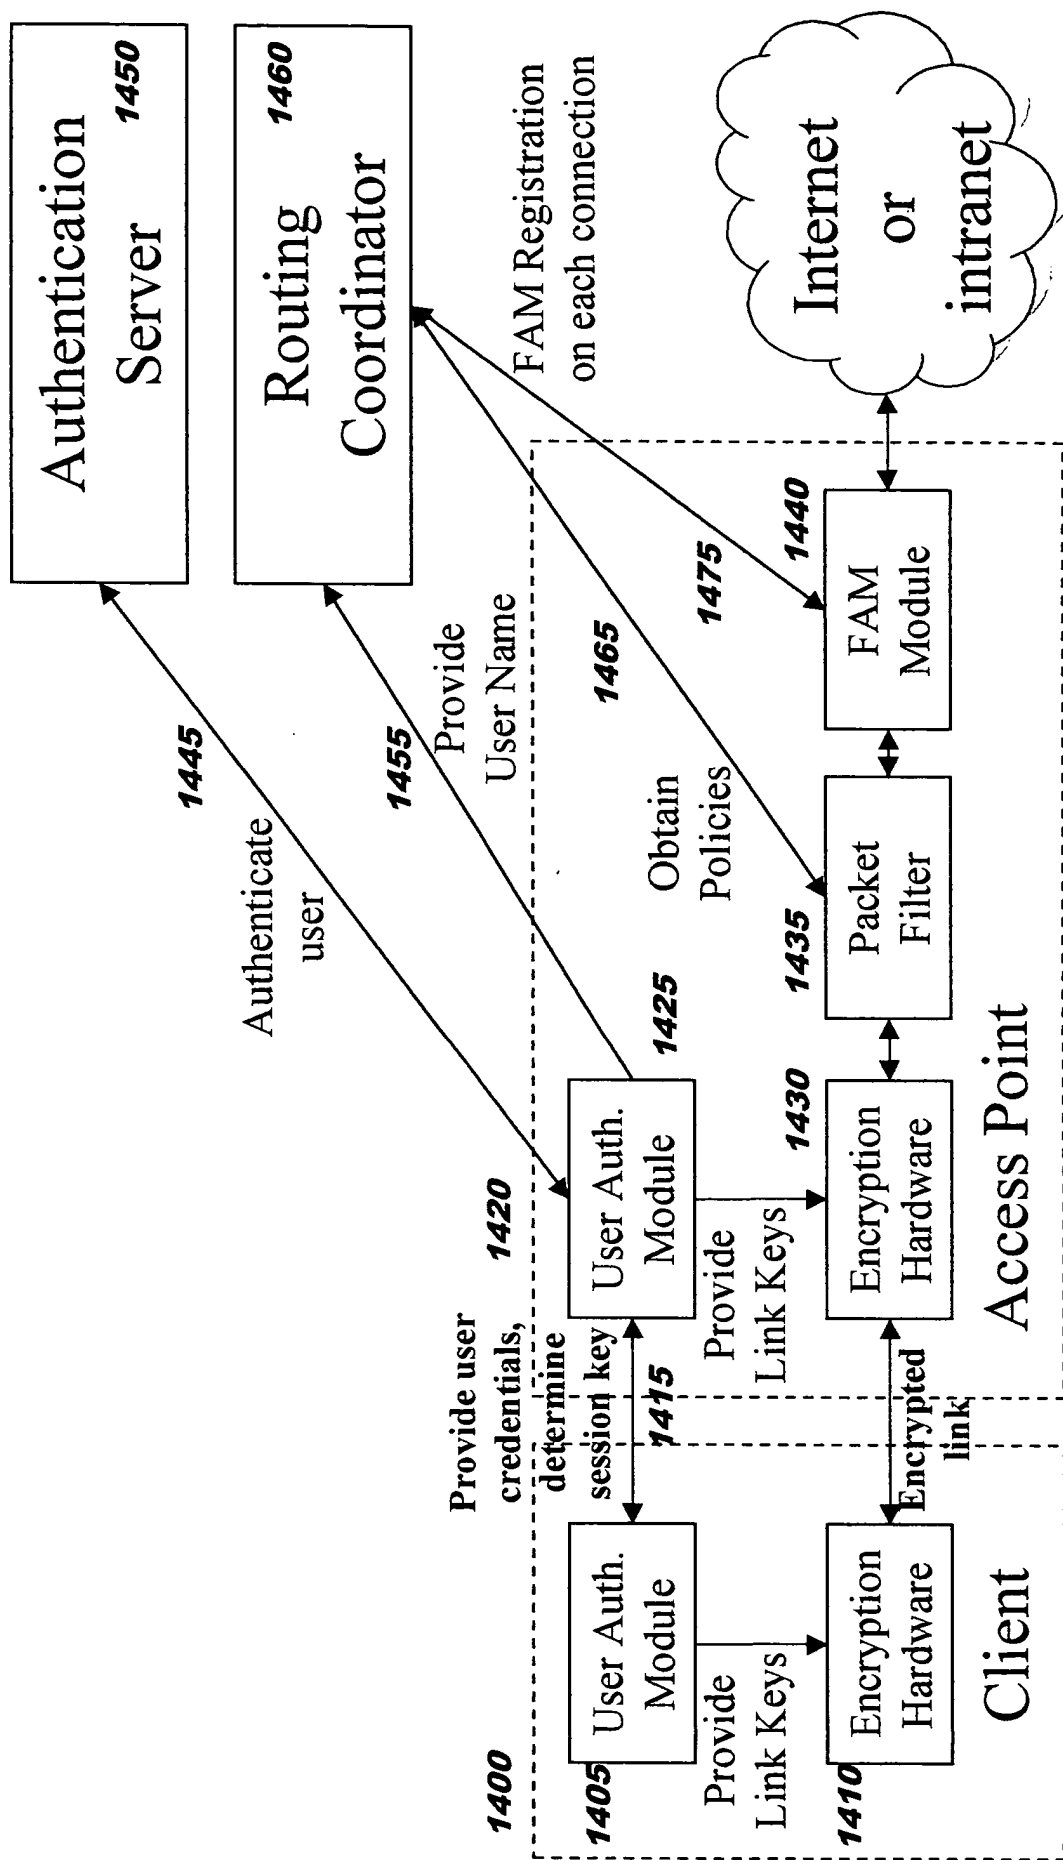 Authentication
Server
1450
Routing
Coordinator
1460
1445
Authenticate
user
1455
Provide
User Name
FAM Registration
on each connection
1465
Obtain
Policies
1475
Provide user
credentials,
determine
session key
1415
1400
1405
User Auth.
Module
Provide
Link Keys
1410
Encryption
Hardware
Client
Encrypted
link
1420
1425
User Auth.
Module
Provide
Link Keys
1430
Encryption
Hardware
1435
Packet
Filter
1440
FAM
Module
Access Point
Internet
or
intranet